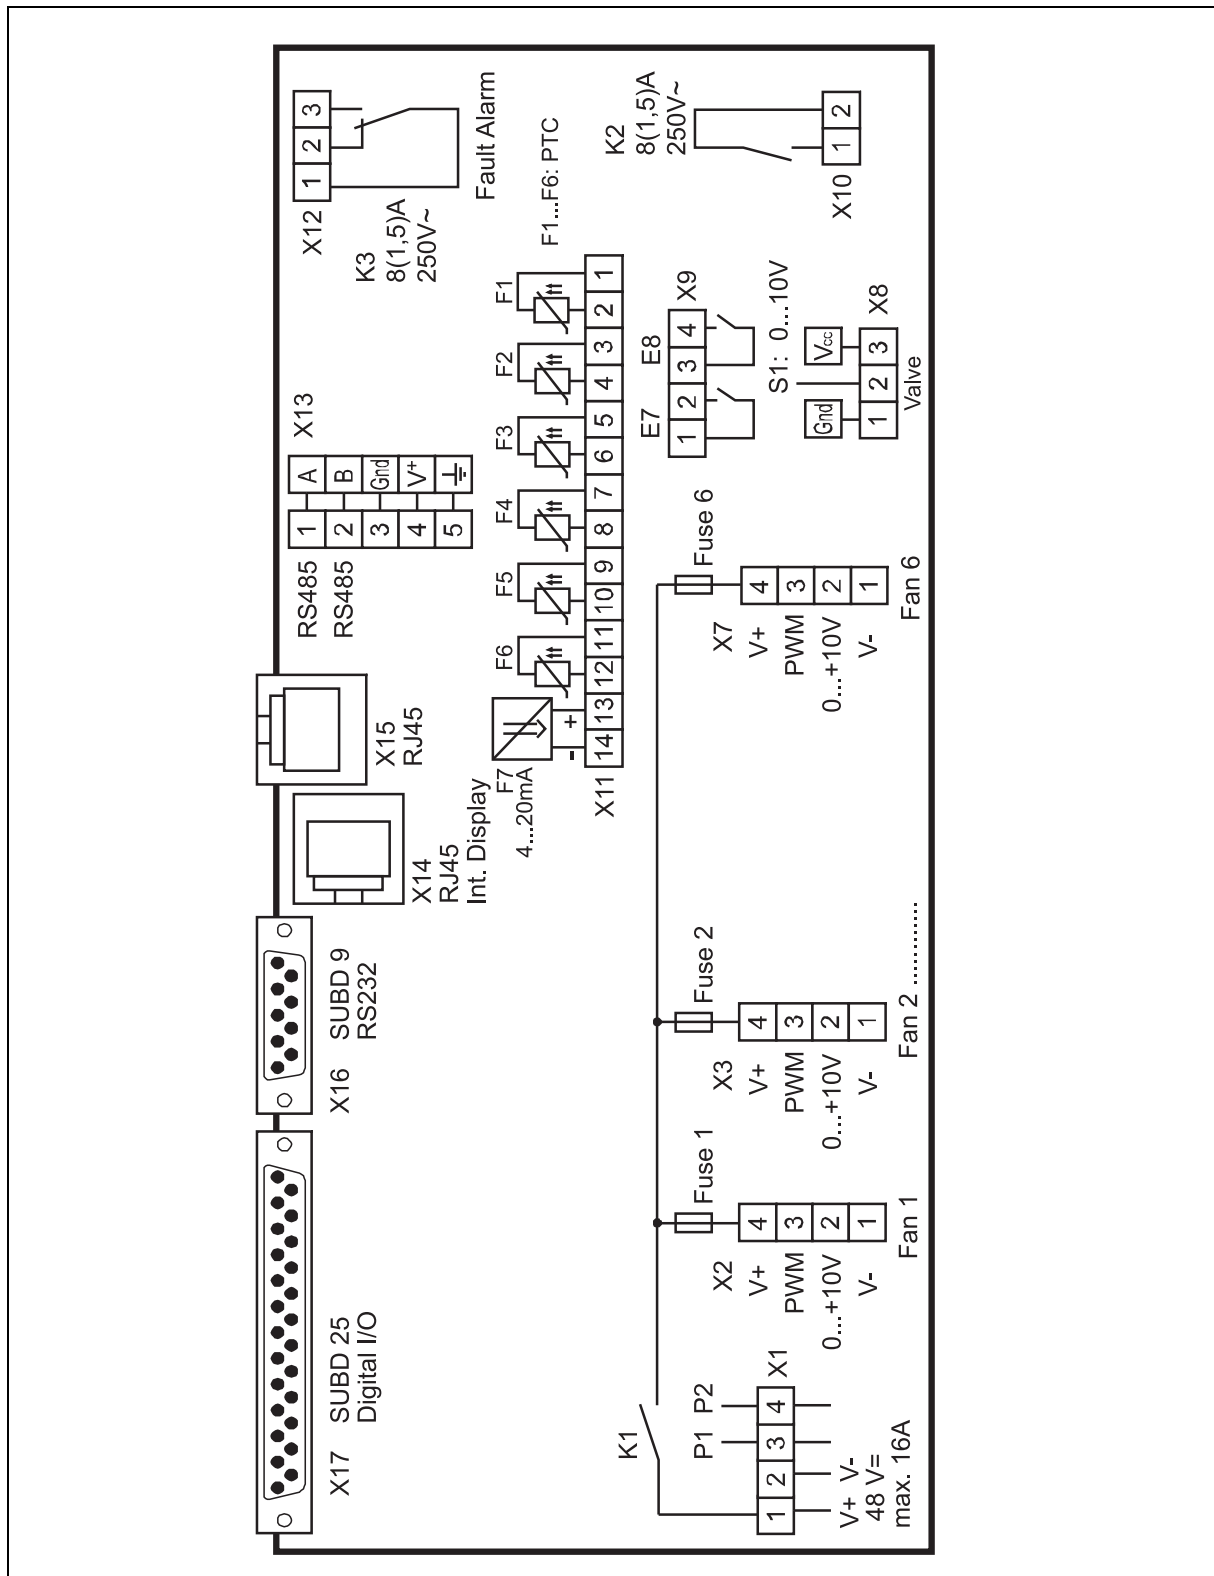 X17
SUBD 25
Digital I/O
X16
SUBD 9
RS232
X14
RJ45
Int. Display
X15
RJ45
RS485
RS485
1 2 3 4 5
A
B
Gnd
V+
X13
X12
1 2 3
K3
8(1,5)A
250V~
Fault Alarm
F7
4...20mA
- +
F6 F5 F4 F3 F2 F1
F1...F6: PTC
X11
14 13 12 11 10 9 8 7 6 5 4 3 2 1
K2
8(1,5)A
250V~
X10
1 2
E7 E8
1 2 3 4
X9
S1: 0...10V
Gnd
Vcc
1 2 3
X8
Valve
K1
P1 P2
1 2 3 4
X1
V+ V-
48 V=
max. 16A
Fuse 1
X2
V+ 4
PWM 3
0...+10V 2
V- 1
Fan 1
Fuse 2
X3
V+ 4
PWM 3
0...+10V 2
V- 1
Fan 2 ............
Fuse 6
X7
V+ 4
PWM 3
0...+10V 2
V- 1
Fan 6